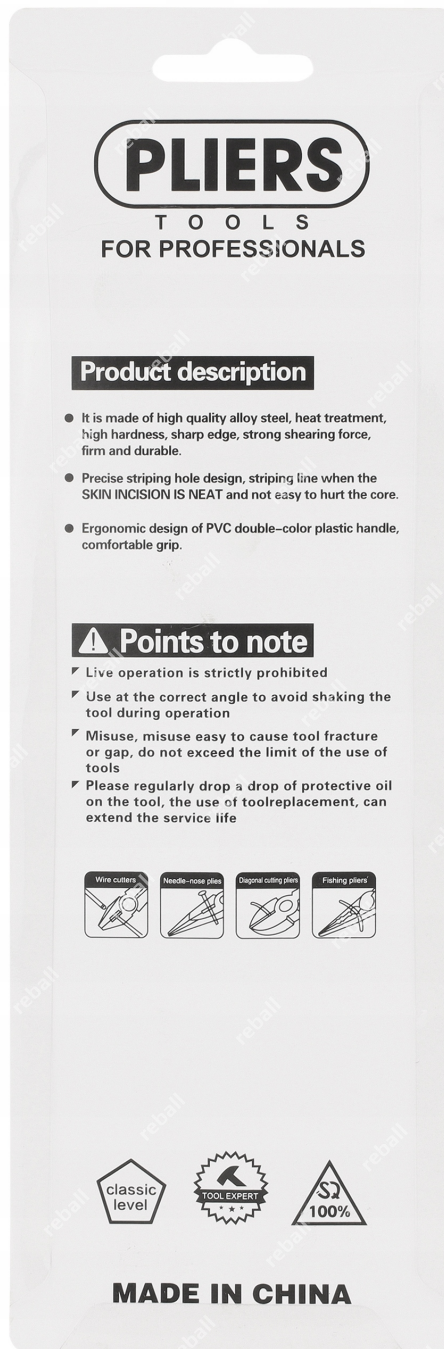 PLIERS
TOOLS
FOR PROFESSIONALS
Product description
It is made of high quality alloy steel, heat treatment,
high hardness, sharp edge, strong shearing force,
firm and durable.
Precise striping hole design, striping line when the
SKIN INCISION IS NEAT and not easy to hurt the core.
Ergonomic design of PVC double-color plastic handle,
comfortable grip.
Points to note
Live operation is strictly prohibited
Use at the correct angle to avoid shaking the
tool during operation
Misuse, misuse easy to cause tool fracture
or gap, do not exceed the limit of the use of
tools
Please regularly drop a drop of protective oil
on the tool, the use of toolreplacement, can
extend the service life
Wire cutters
Needle-nose plies
Diagonal cutting pliers
Fishing pliers
classic
level
TOOL EXPERT
SQ
100%
MADE IN CHINA
reball